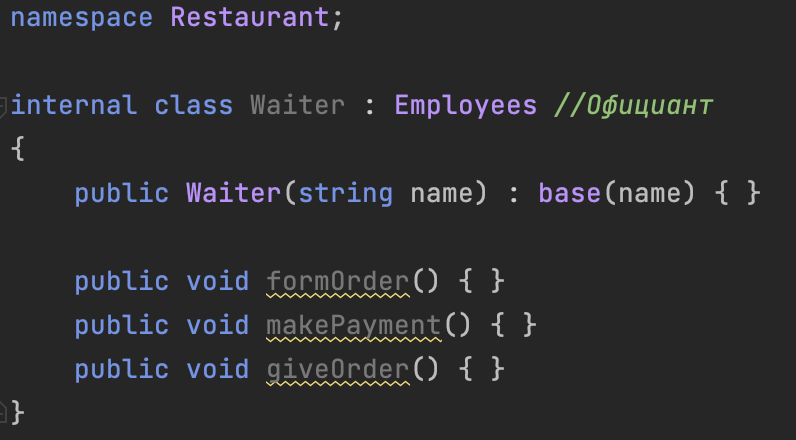 namespace Restaurant;
internal class Waiter : Employees //Официант
{
public Waiter(string name) : base(name) { }
public void formOrder() { }
public void makePayment() { }
public void giveOrder() { }
}